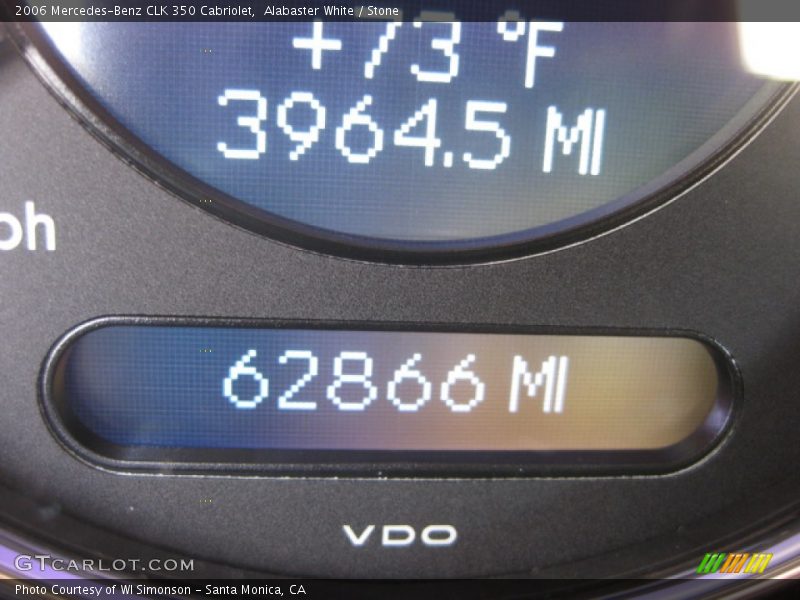 2006 Mercedes-Benz CLK 350 Cabriolet,  Alabaster White / Stone
+73 °F
3964.5 MI
ph
62866 MI
VDO
GTCARLOT.COM
Photo Courtesy of WI Simonson - Santa Monica, CA